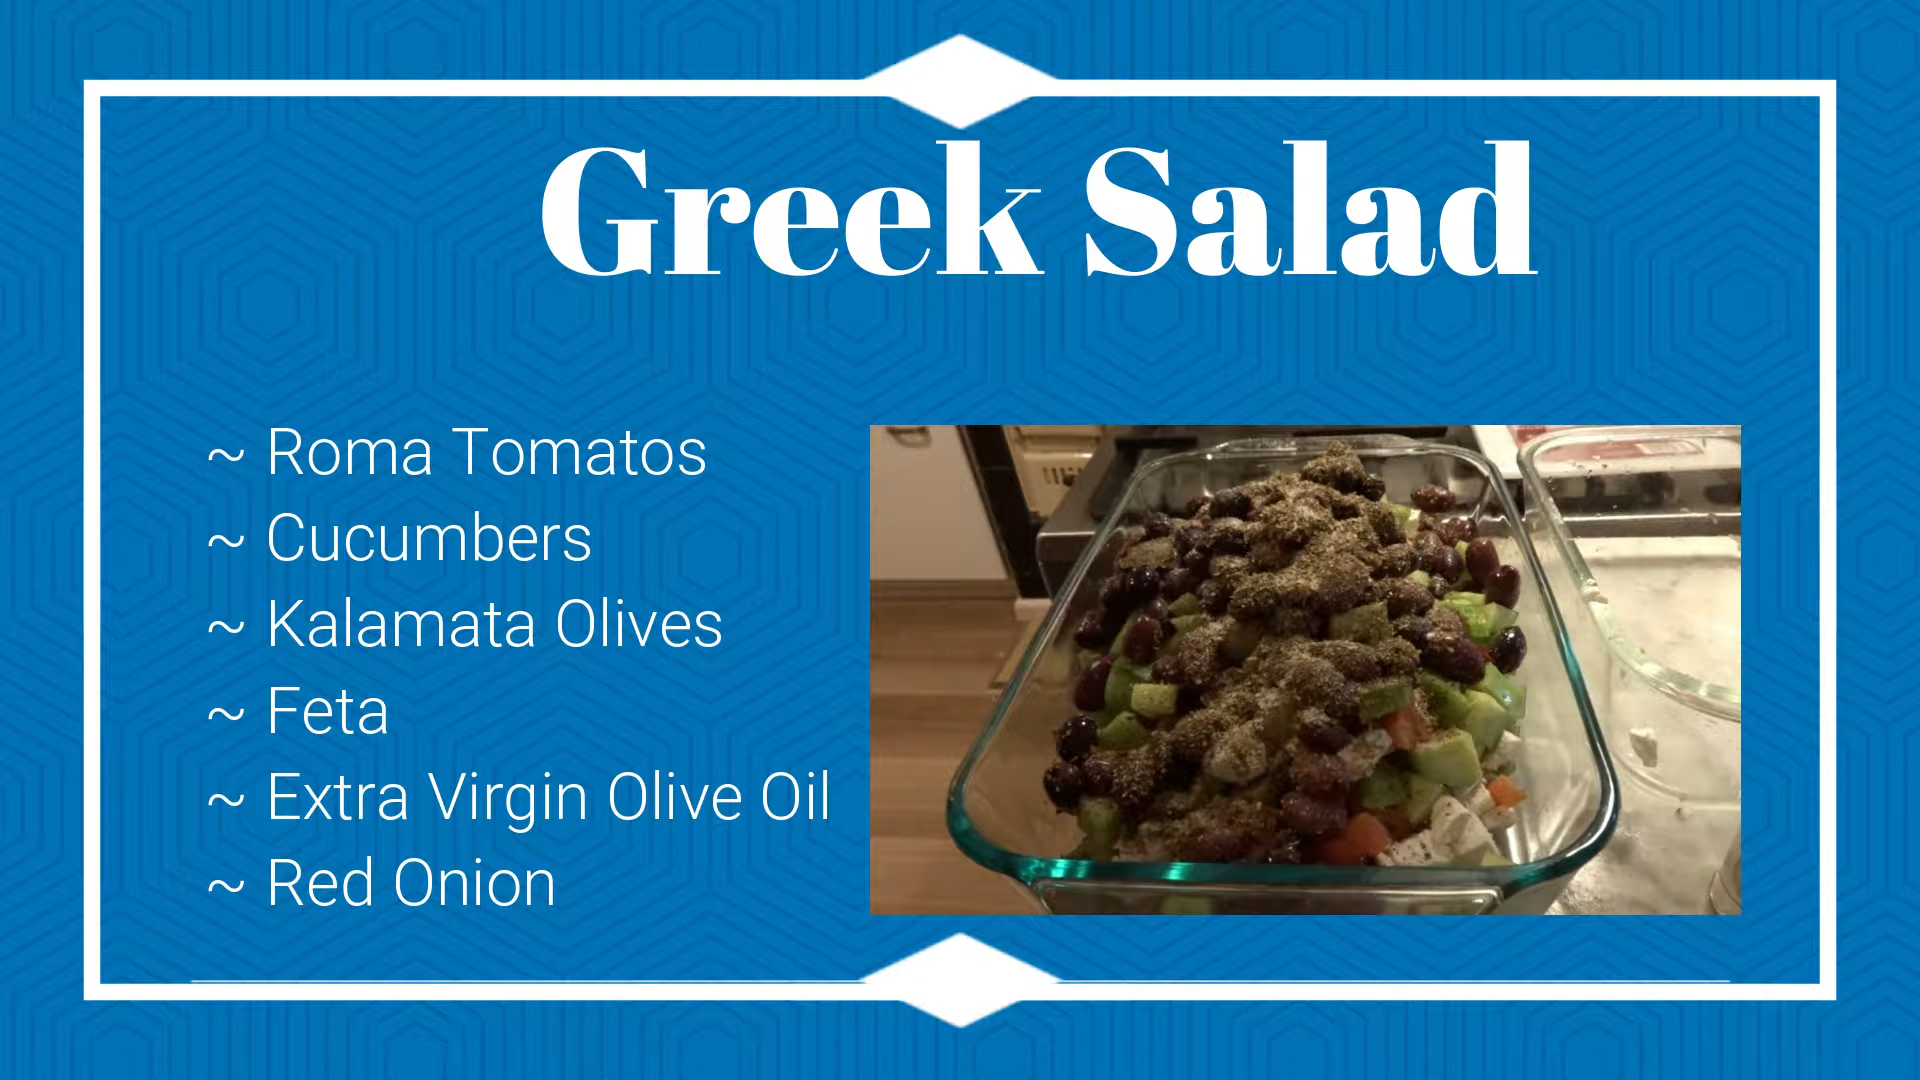 Greek Salad
~ Roma Tomatos
~ Cucumbers
~ Kalamata Olives
~ Feta
~ Extra Virgin Olive Oil
~ Red Onion